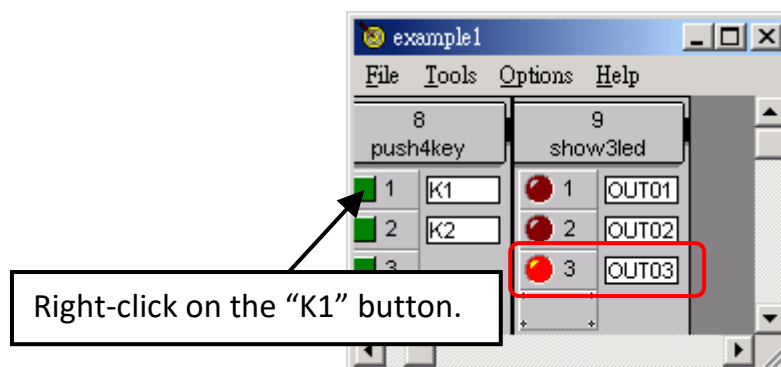 example1
File Tools Options Help
8 9
push4key show3led
1 K1 1 OUT01
2 K2 2 OUT02
3 3 OUT03
Right-click on the “K1” button.